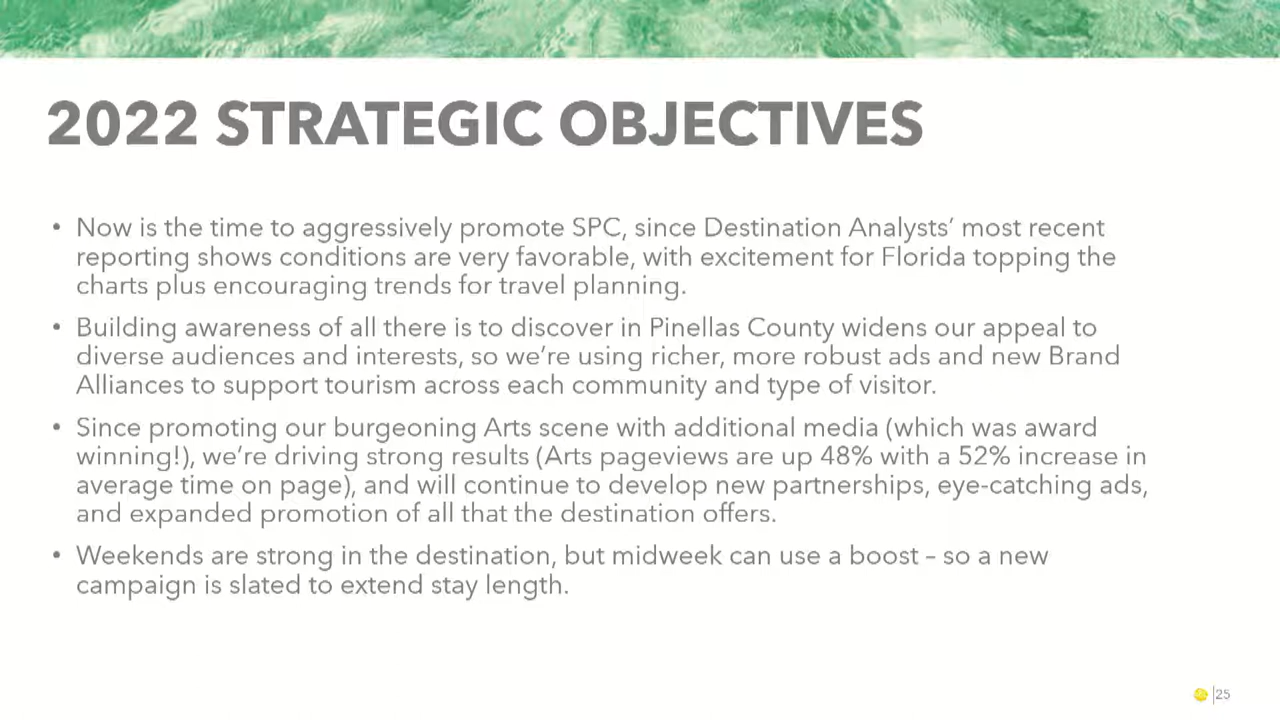 2022 STRATEGIC OBJECTIVES
• Now is the time to aggressively promote SPC, since Destination Analysts’ most recent
reporting shows conditions are very favorable, with excitement for Florida topping the
charts plus encouraging trends for travel planning.
• Building awareness of all there is to discover in Pinellas County widens our appeal to
diverse audiences and interests, so we’re using richer, more robust ads and new Brand
Alliances to support tourism across each community and type of visitor.
• Since promoting our burgeoning Arts scene with additional media (which was award
winning!), we’re driving strong results (Arts pageviews are up 48% with a 52% increase in
average time on page), and will continue to develop new partnerships, eye-catching ads,
and expanded promotion of all that the destination offers.
• Weekends are strong in the destination, but midweek can use a boost – so a new
campaign is slated to extend stay length.
25